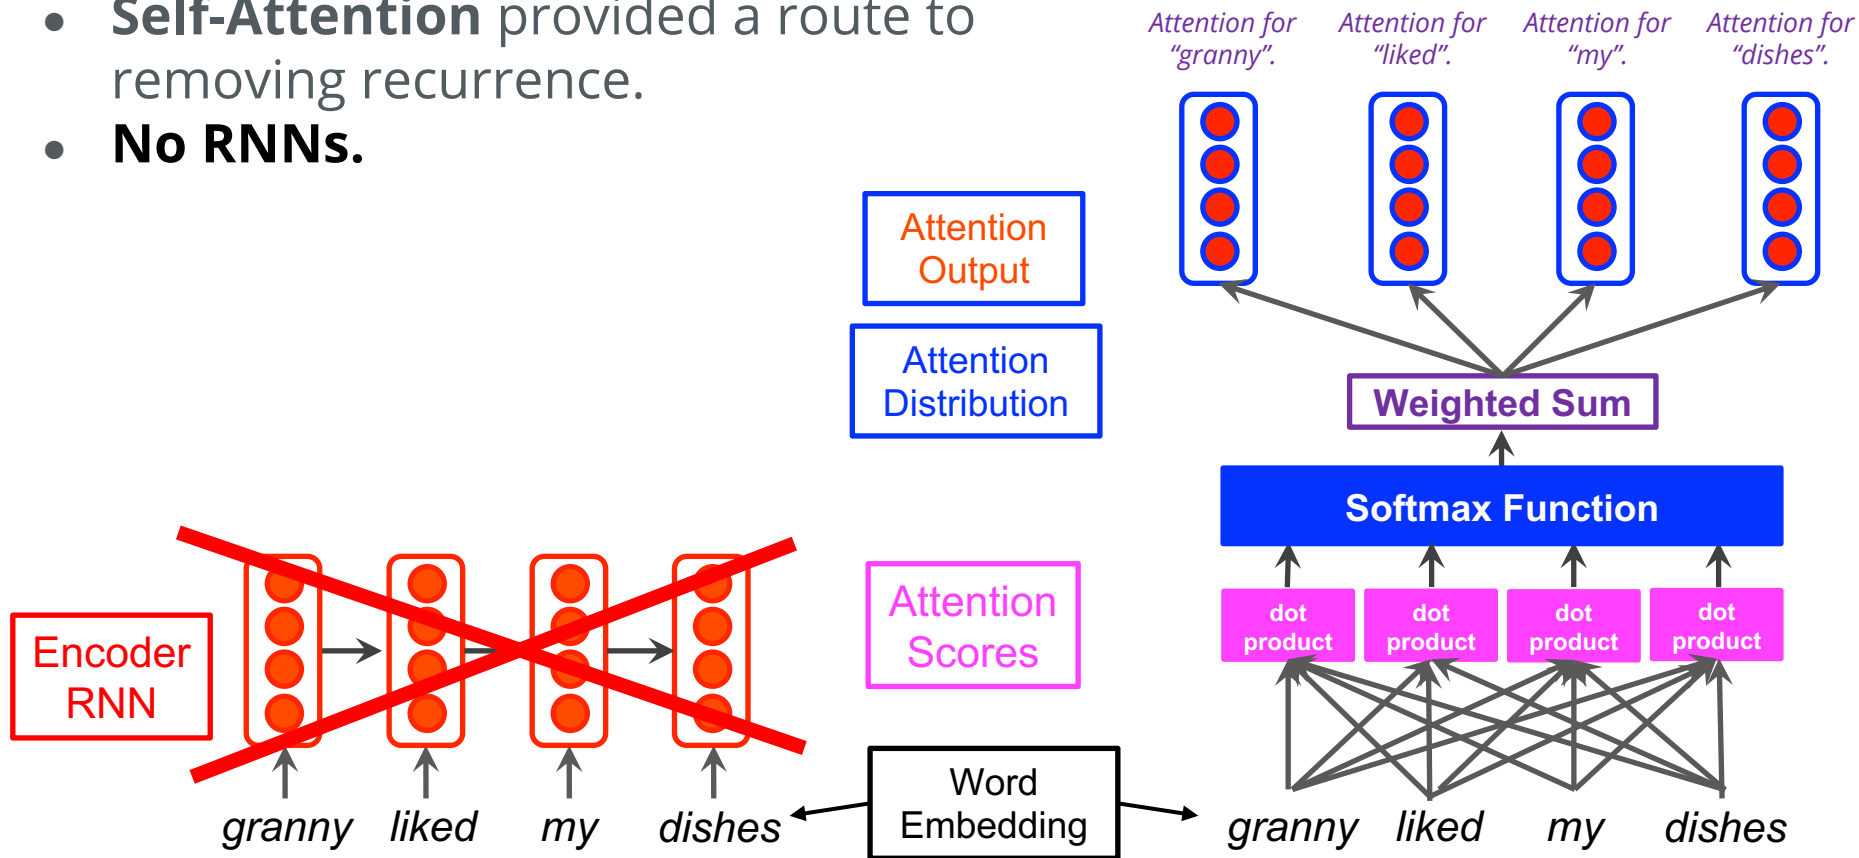 ● Self-Attention provided a route to
removing recurrence.
● No RNNs.
Attention for
“granny”.
Attention for
“liked”.
Attention for
“my”.
Attention for
“dishes”.
Attention
Output
Attention
Distribution
Weighted Sum
Softmax Function
Attention
Scores
dot
product
dot
product
dot
product
dot
product
Encoder
RNN
Word
Embedding
granny liked my dishes
granny liked my dishes